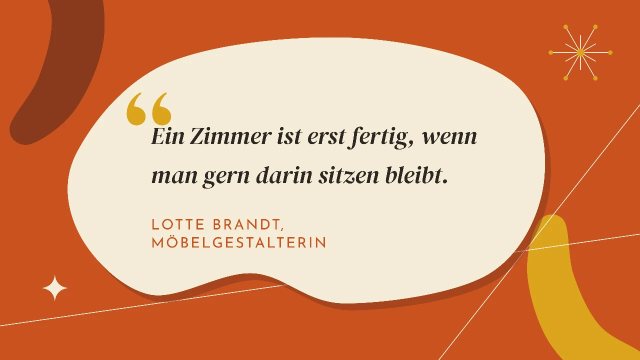 “Ein Zimmer ist erst fertig, wenn
man gern darin sitzen bleibt.
LOTTE BRANDT,
MÖBELGESTALTERIN